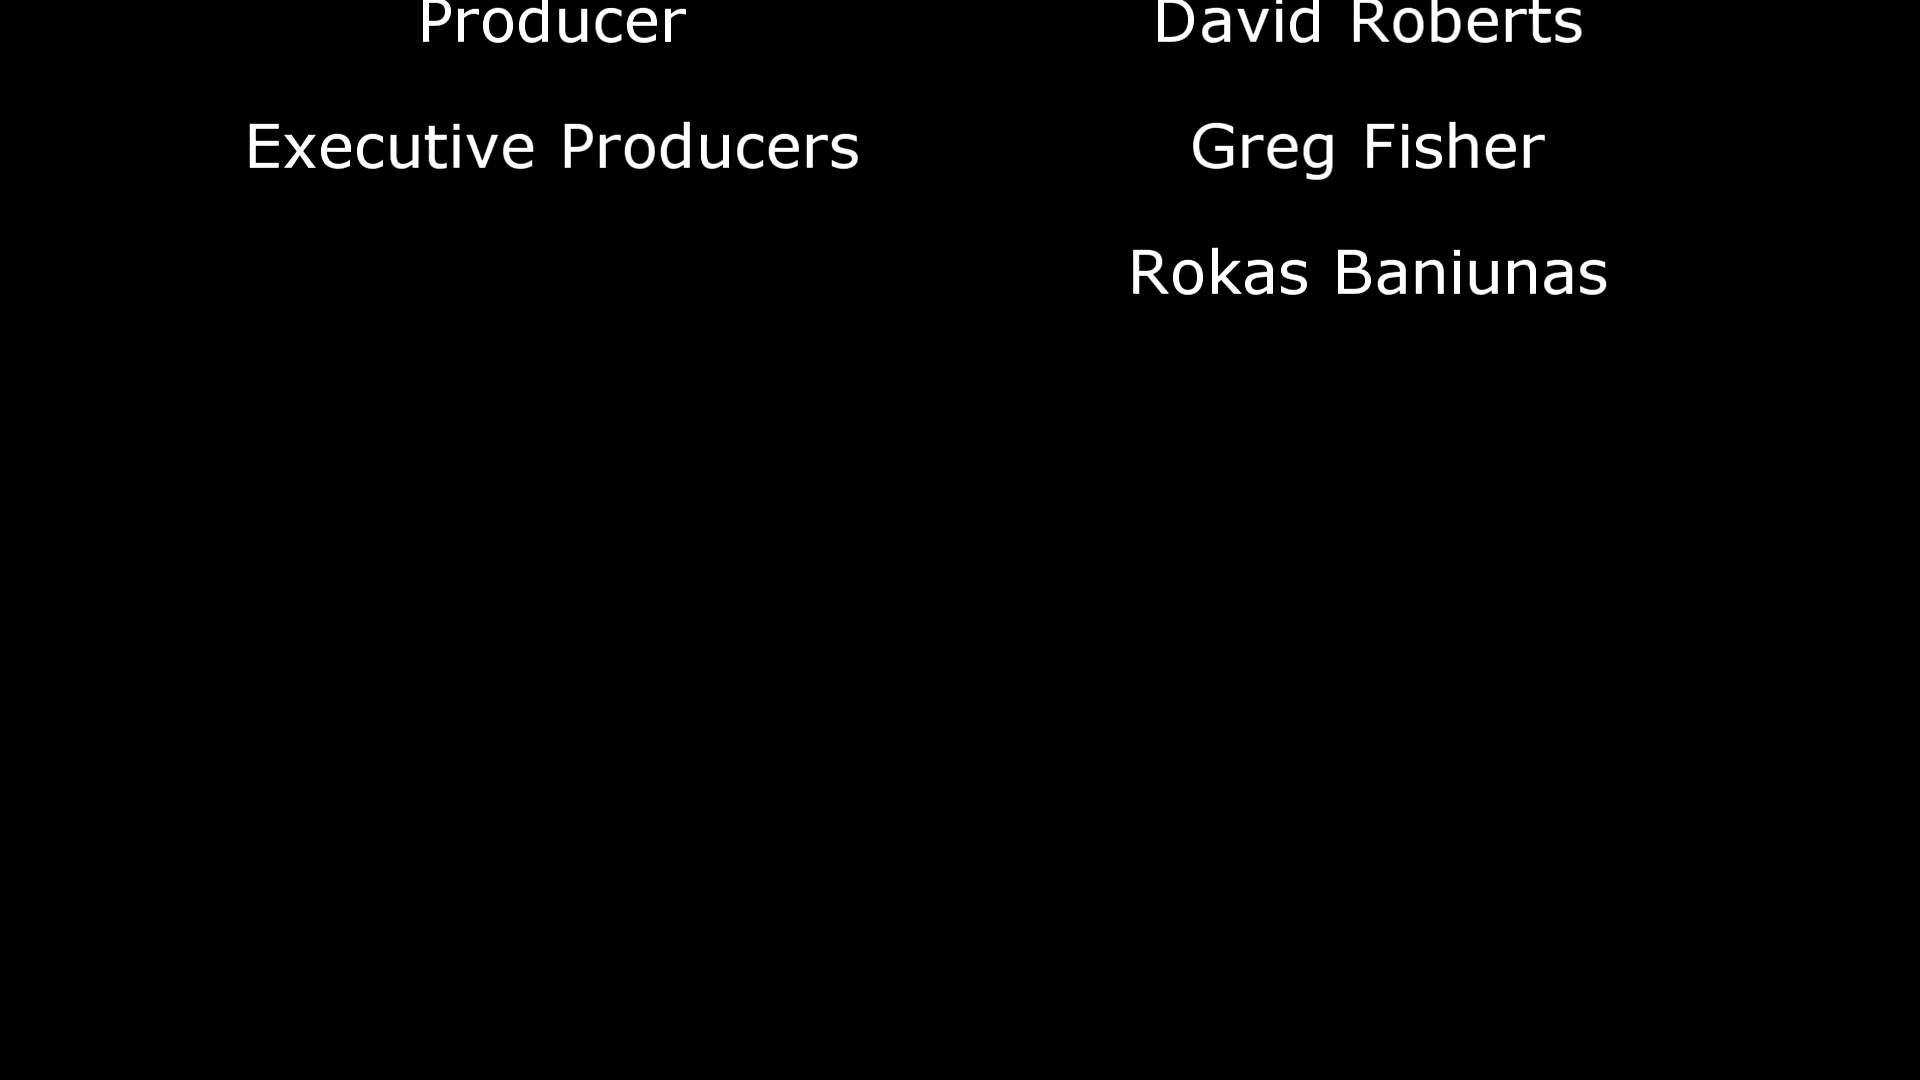 Producer David Roberts
Executive Producers Greg Fisher
Rokas Baniunas